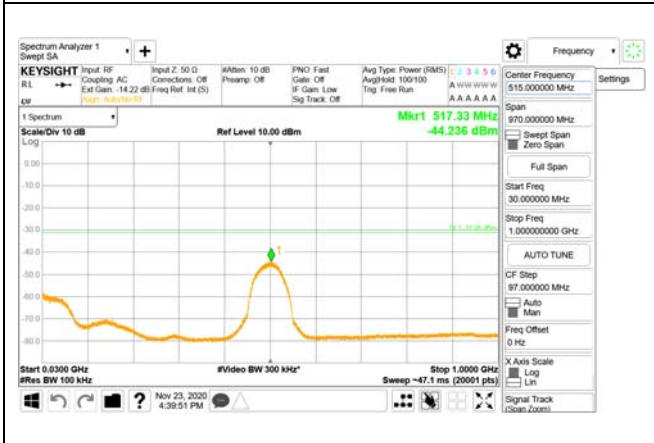 Spectrum Analyzer 1
Swept SA
Frequency
KEYSIGHT
Input: RF
Coupling: AC
Ext Gain: -14.22 dB
Align: Auto/No RF
Input Z: 50 Ω
Corrections: Off
Freq Ref: Int (S)
#Atten: 10 dB
Preamp: Off
PNO: Fast
Gate: Off
IF Gain: Low
Sig Track: Off
Avg Type: Power (RMS)
Avg|Hold: 100/100
Trig: Free Run
1 2 3 4 5 6
A W W W W W
A A A A A A
RL
Center Frequency
515.000000 MHz
Settings
1 Spectrum
Scale/Div 10 dB
Log
Ref Level 10.00 dBm
Mkr1 517.33 MHz
-44.236 dBm
Span
970.000000 MHz
Swept Span
Zero Span
Full Span
Start Freq
30.000000 MHz
Stop Freq
1.000000000 GHz
AUTO TUNE
CF Step
97.000000 MHz
Auto
Man
Freq Offset
0 Hz
X Axis Scale
Log
Lin
Signal Track
(Span Zoom)
0.00
-10.0
-20.0
-30.0
-40.0
-50.0
-60.0
-70.0
-80.0
1
Start 0.0300 GHz
#Res BW 100 kHz
#Video BW 300 kHz*
Stop 1.0000 GHz
Sweep ~47.1 ms (20001 pts)
Nov 23, 2020
4:39:51 PM